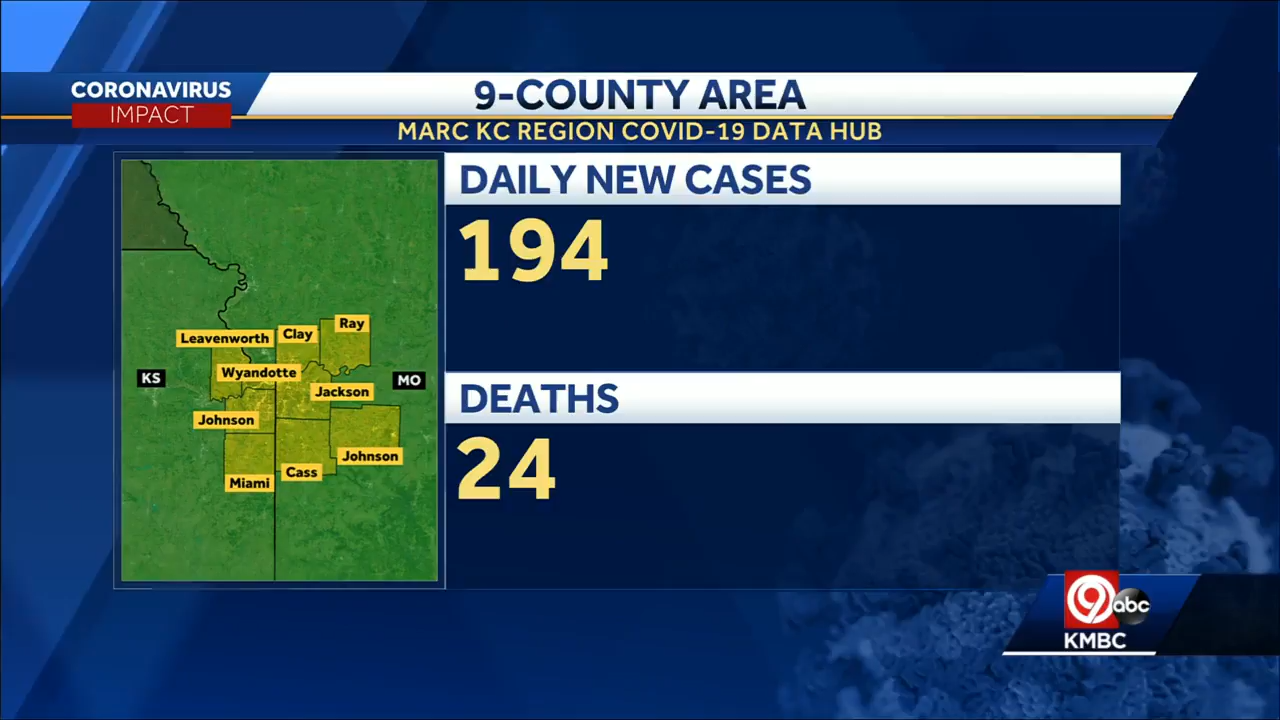 CORONAVIRUS
IMPACT
9-COUNTY AREA
MARC KC REGION COVID-19 DATA HUB
DAILY NEW CASES
194
DEATHS
24
Ray
Clay
Leavenworth
Wyandotte
KS
MO
Jackson
Johnson
Johnson
Cass
Miami
9 abc
KMBC